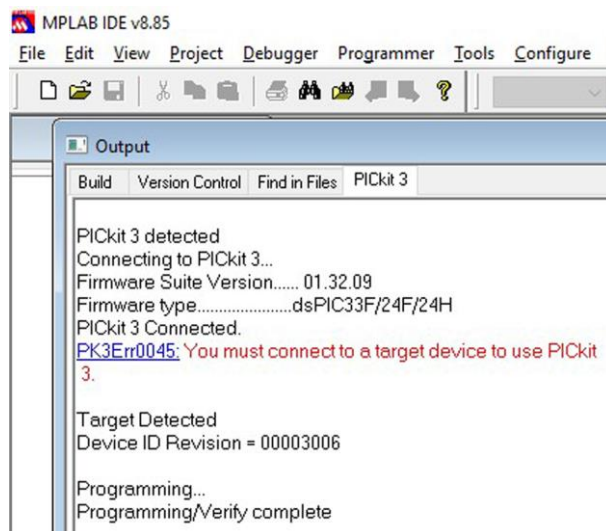 MPLAB IDE v8.85
File Edit View Project Debugger Programmer Tools Configure
Output
Build Version Control Find in Files PICkit 3
PICkit 3 detected
Connecting to PICkit 3...
Firmware Suite Version...... 01.32.09
Firmware type......................dsPIC33F/24F/24H
PICkit 3 Connected.
PK3Err0045: You must connect to a target device to use PICkit
3.
Target Detected
Device ID Revision = 00003006
Programming...
Programming/Verify complete